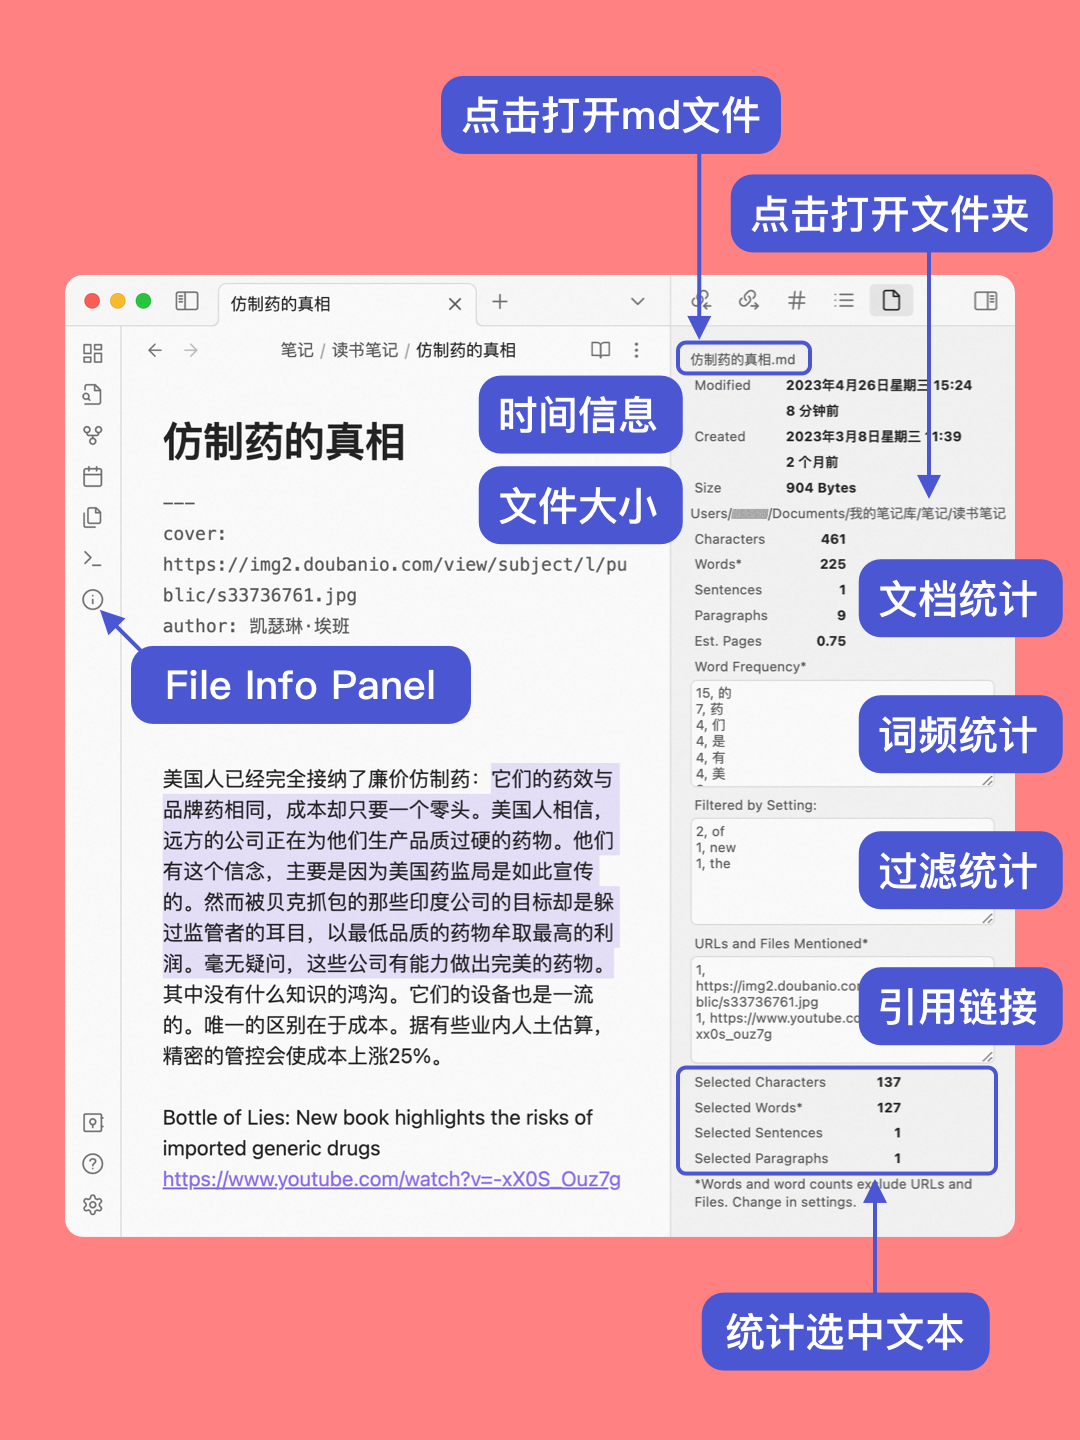 点击打开md文件
点击打开文件夹
仿制药的真相
笔记 / 读书笔记 / 仿制药的真相
仿制药的真相.md
Modified 2023年4月26日星期三 15:24
8 分钟前
Created 2023年3月8日星期三 11:39
2 个月前
Size 904 Bytes
Users/ /Documents/我的笔记库/笔记/读书笔记
时间信息
文件大小
仿制药的真相
---
cover:
https://img2.doubanio.com/view/subject/l/pu
blic/s33736761.jpg
author: 凯瑟琳·埃班
File Info Panel
美国人已经完全接纳了廉价仿制药：它们的药效与
品牌药相同，成本却只要一个零头。美国人相信，
远方的公司正在为他们生产品质过硬的药物。他们
有这个信念，主要是因为美国药监局是如此宣传
的。然而被贝克抓包的那些印度公司的目标却是躲
过监管者的耳目，以最低品质的药物牟取最高的利
润。毫无疑问，这些公司有能力做出完美的药物。
其中没有什么知识的鸿沟。它们的设备也是一流
的。唯一的区别在于成本。据有些业内人士估算，
精密的管控会使成本上涨25%。
Bottle of Lies: New book highlights the risks of
imported generic drugs
https://www.youtube.com/watch?v=-xX0S_Ouz7g
Characters 461
Words* 225
Sentences 1
Paragraphs 9
Est. Pages 0.75
文档统计
Word Frequency*
15, 的
7, 药
4, 们
4, 是
4, 有
4, 美
词频统计
Filtered by Setting:
2, of
1, new
1, the
过滤统计
URLs and Files Mentioned*
1,
https://img2.doubanio.co
blic/s33736761.jpg
1, https://www.youtube.co
xx0s_ouz7g
引用链接
Selected Characters 137
Selected Words* 127
Selected Sentences 1
Selected Paragraphs 1
*Words and word counts exclude URLs and
Files. Change in settings.
统计选中文本